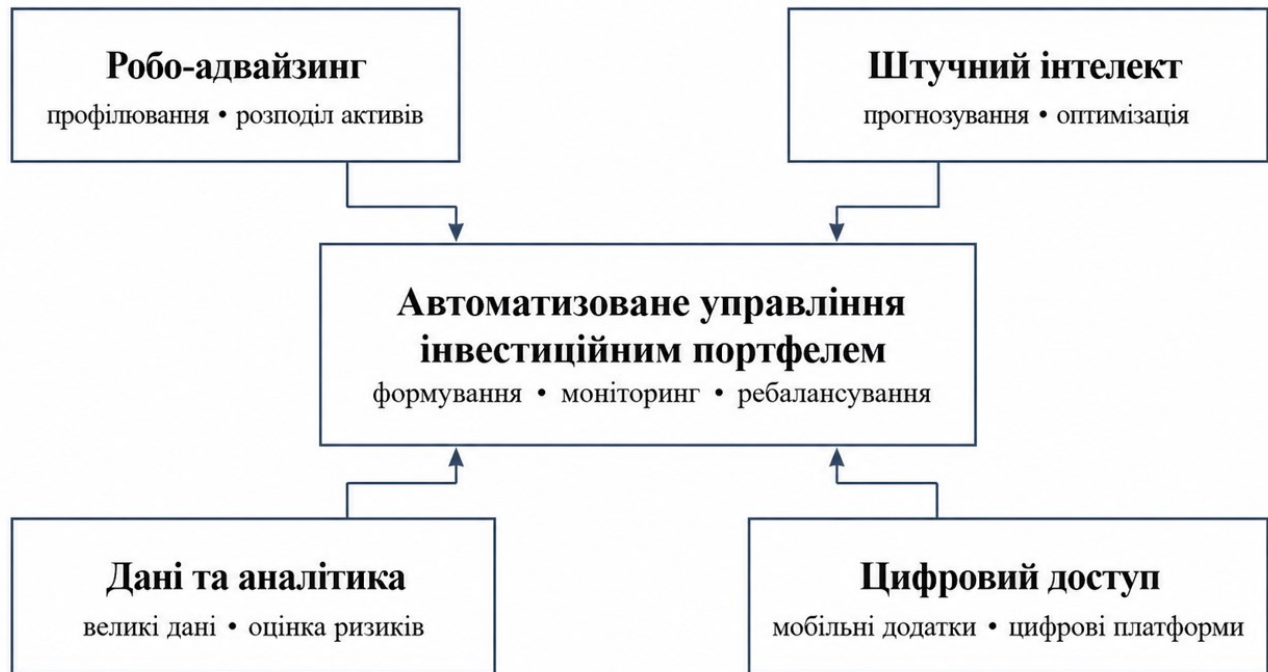 Робо-адвайзинг
профілювання • розподіл активів
Штучний інтелект
прогнозування • оптимізація
Автоматизоване управління
інвестиційним портфелем
формування • моніторинг • ребалансування
Дані та аналітика
великі дані • оцінка ризиків
Цифровий доступ
мобільні додатки • цифрові платформи